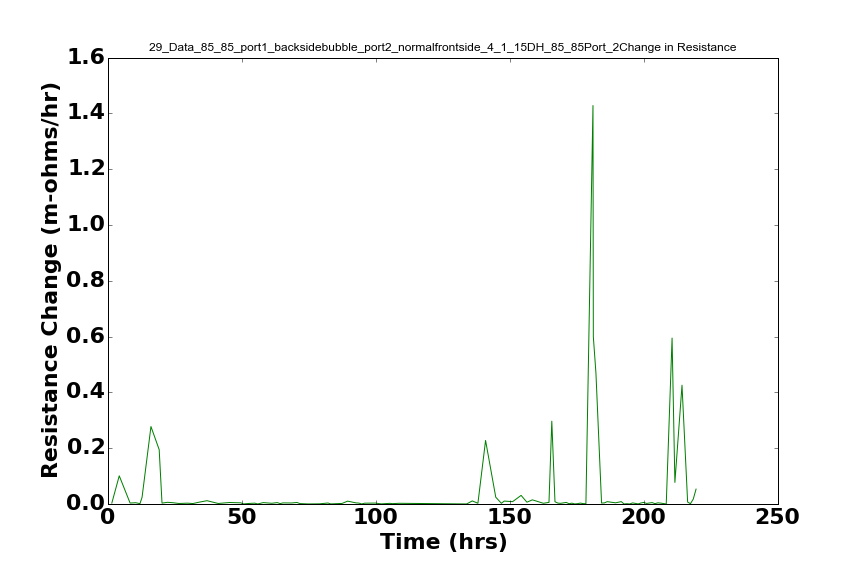 29_Data_85_85_port1_backsidebubble_port2_normalfrontside_4_1_15DH_85_85Port_2Change in Resistance
1.6
1.4
1.2
1.0
0.8
0.6
0.4
0.2
0.0
Resistance Change (m-ohms/hr)
0 50 100 150 200 250
Time (hrs)